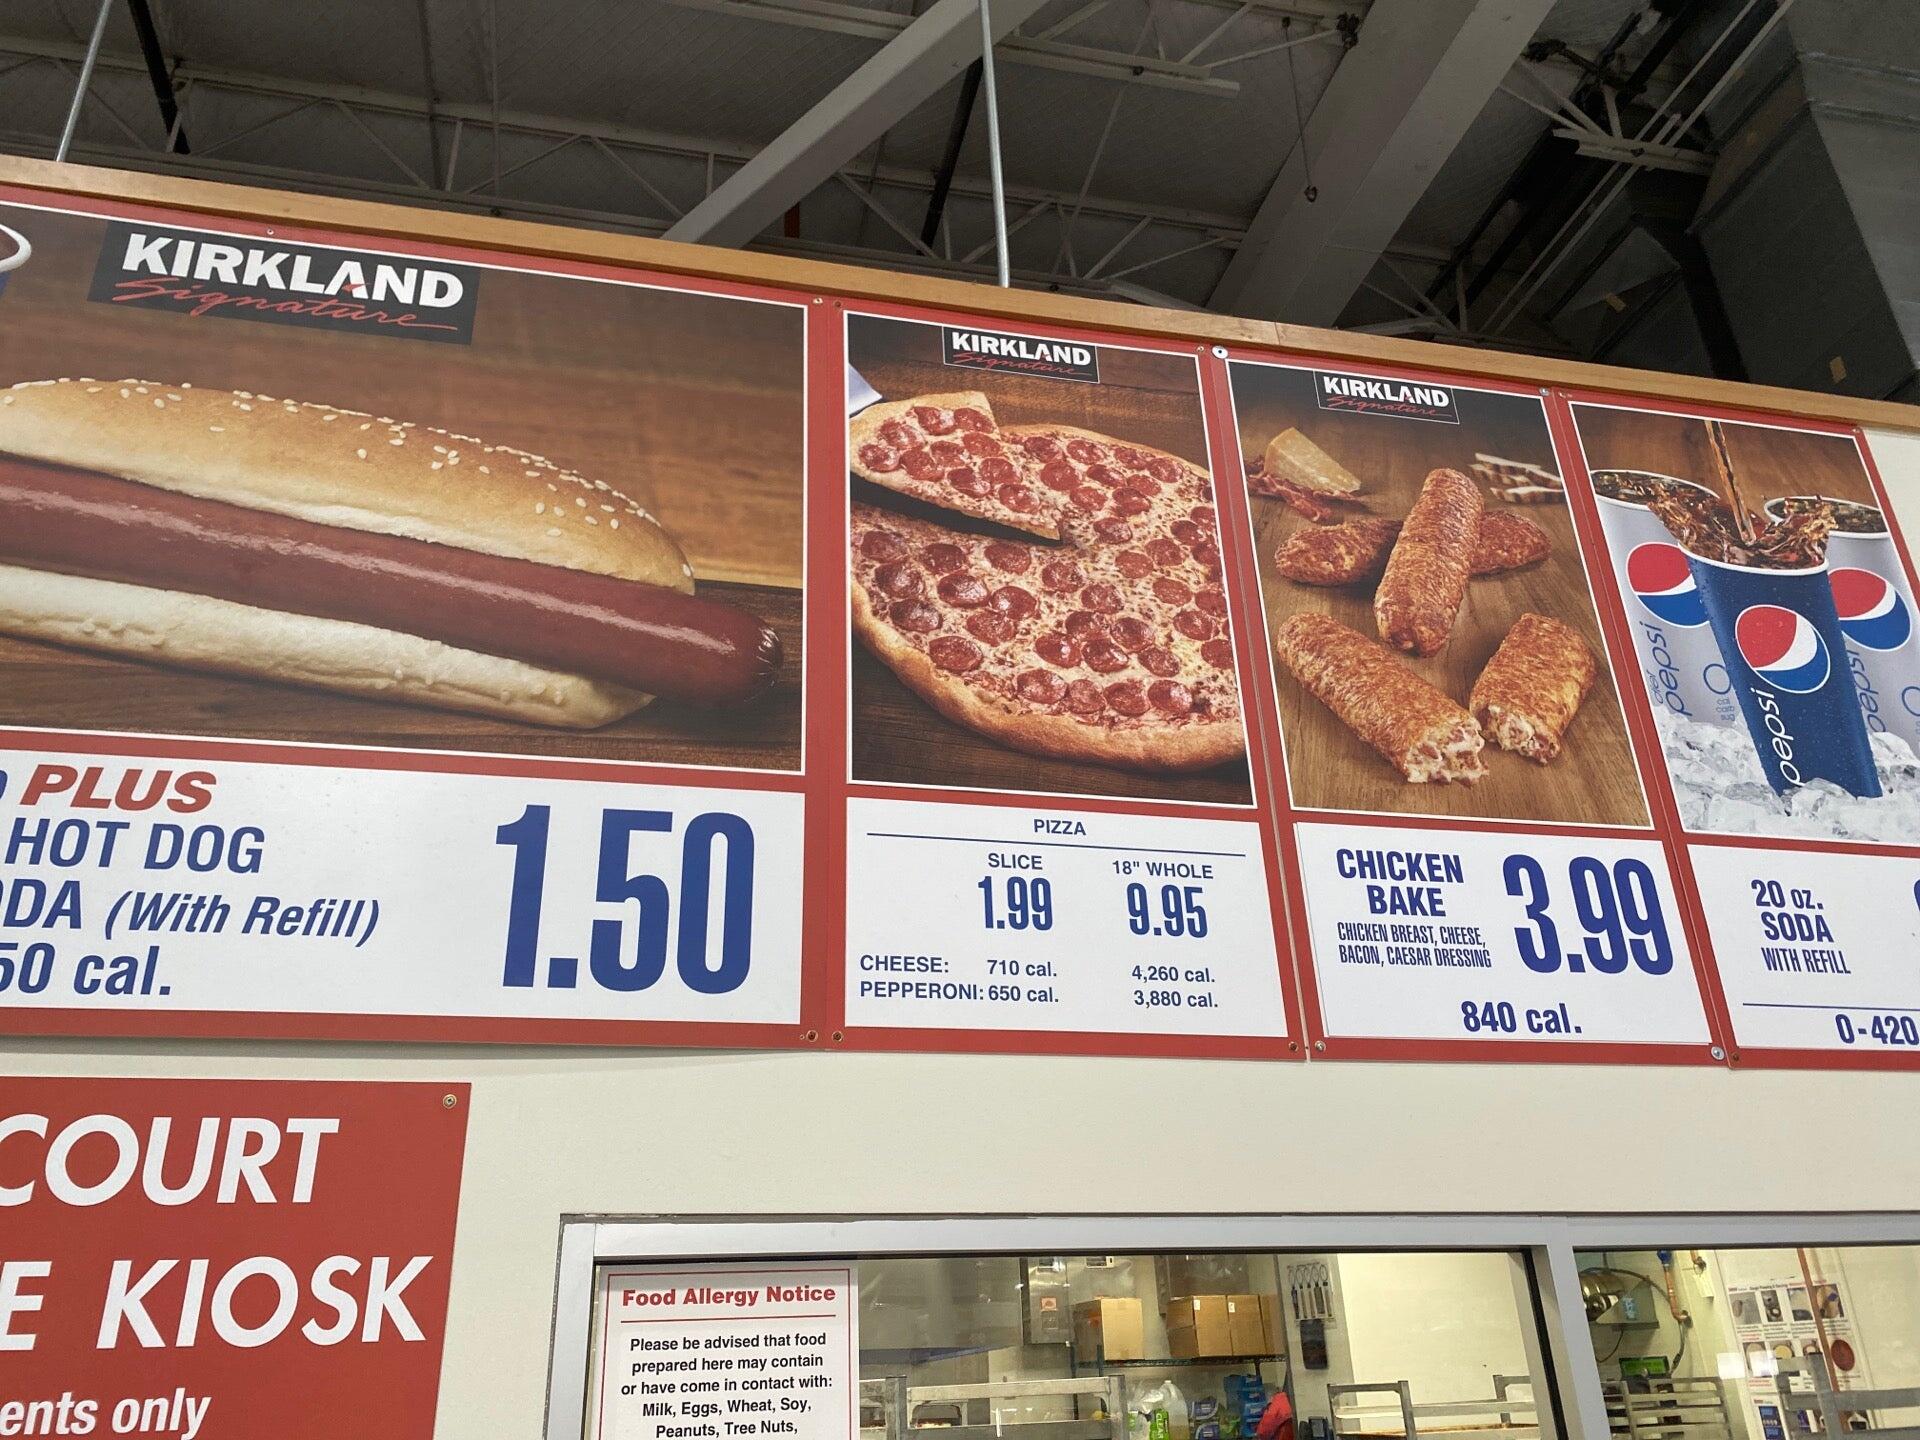 KIRKLAND
Signature
PLUS
HOT DOG
(With Refill)
cal.
1.50
KIRKLAND
Signature
PIZZA
SLICE 18" WHOLE
1.99 9.95
CHEESE: 710 cal. 4,260 cal.
PEPPERONI: 650 cal. 3,880 cal.
KIRKLAND
Signature
CHICKEN
BAKE
3.99
CHICKEN BREAST, CHEESE,
BACON, CAESAR DRESSING
840 cal.
diet
pepsi
pepsi
pepsi
20 oz.
SODA
WITH REFILL
0-420
COURT
KIOSK
only
Food Allergy Notice
Please be advised that food
prepared here may contain
or have come in contact with:
Milk, Eggs, Wheat, Soy,
Peanuts, Tree Nuts,